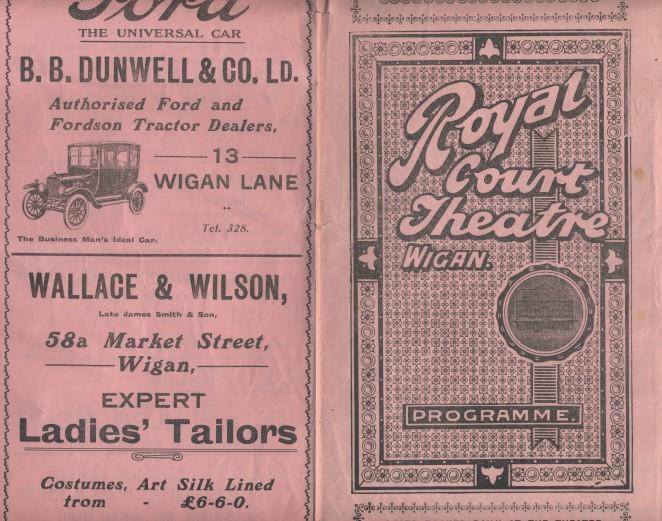 Ford
THE UNIVERSAL CAR
B. B. DUNWELL & CO. LD.
Authorised Ford and
Fordson Tractor Dealers,
13
WIGAN LANE
Tel. 328.
The Business Man's Ideal Car.
WALLACE & WILSON,
Late James Smith & Son,
58a Market Street,
Wigan,
EXPERT
Ladies' Tailors
Costumes, Art Silk Lined
from - £6-6-0.
Royal
Court
Theatre
WIGAN.
PROGRAMME.